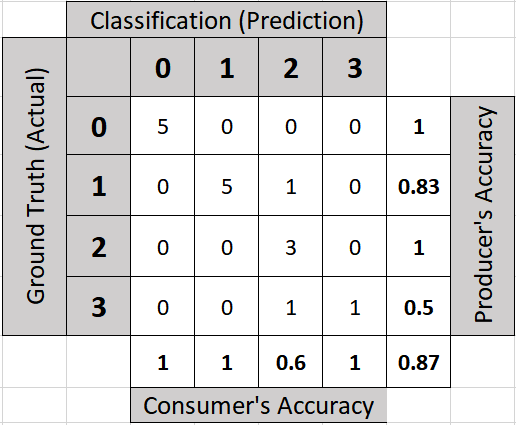 Classification (Prediction)
0 1 2 3
Ground Truth (Actual)
0 5 0 0 0 1
1 0 5 1 0 0.83
2 0 0 3 0 1
3 0 0 1 1 0.5
Producer's Accuracy
1 1 0.6 1 0.87
Consumer's Accuracy